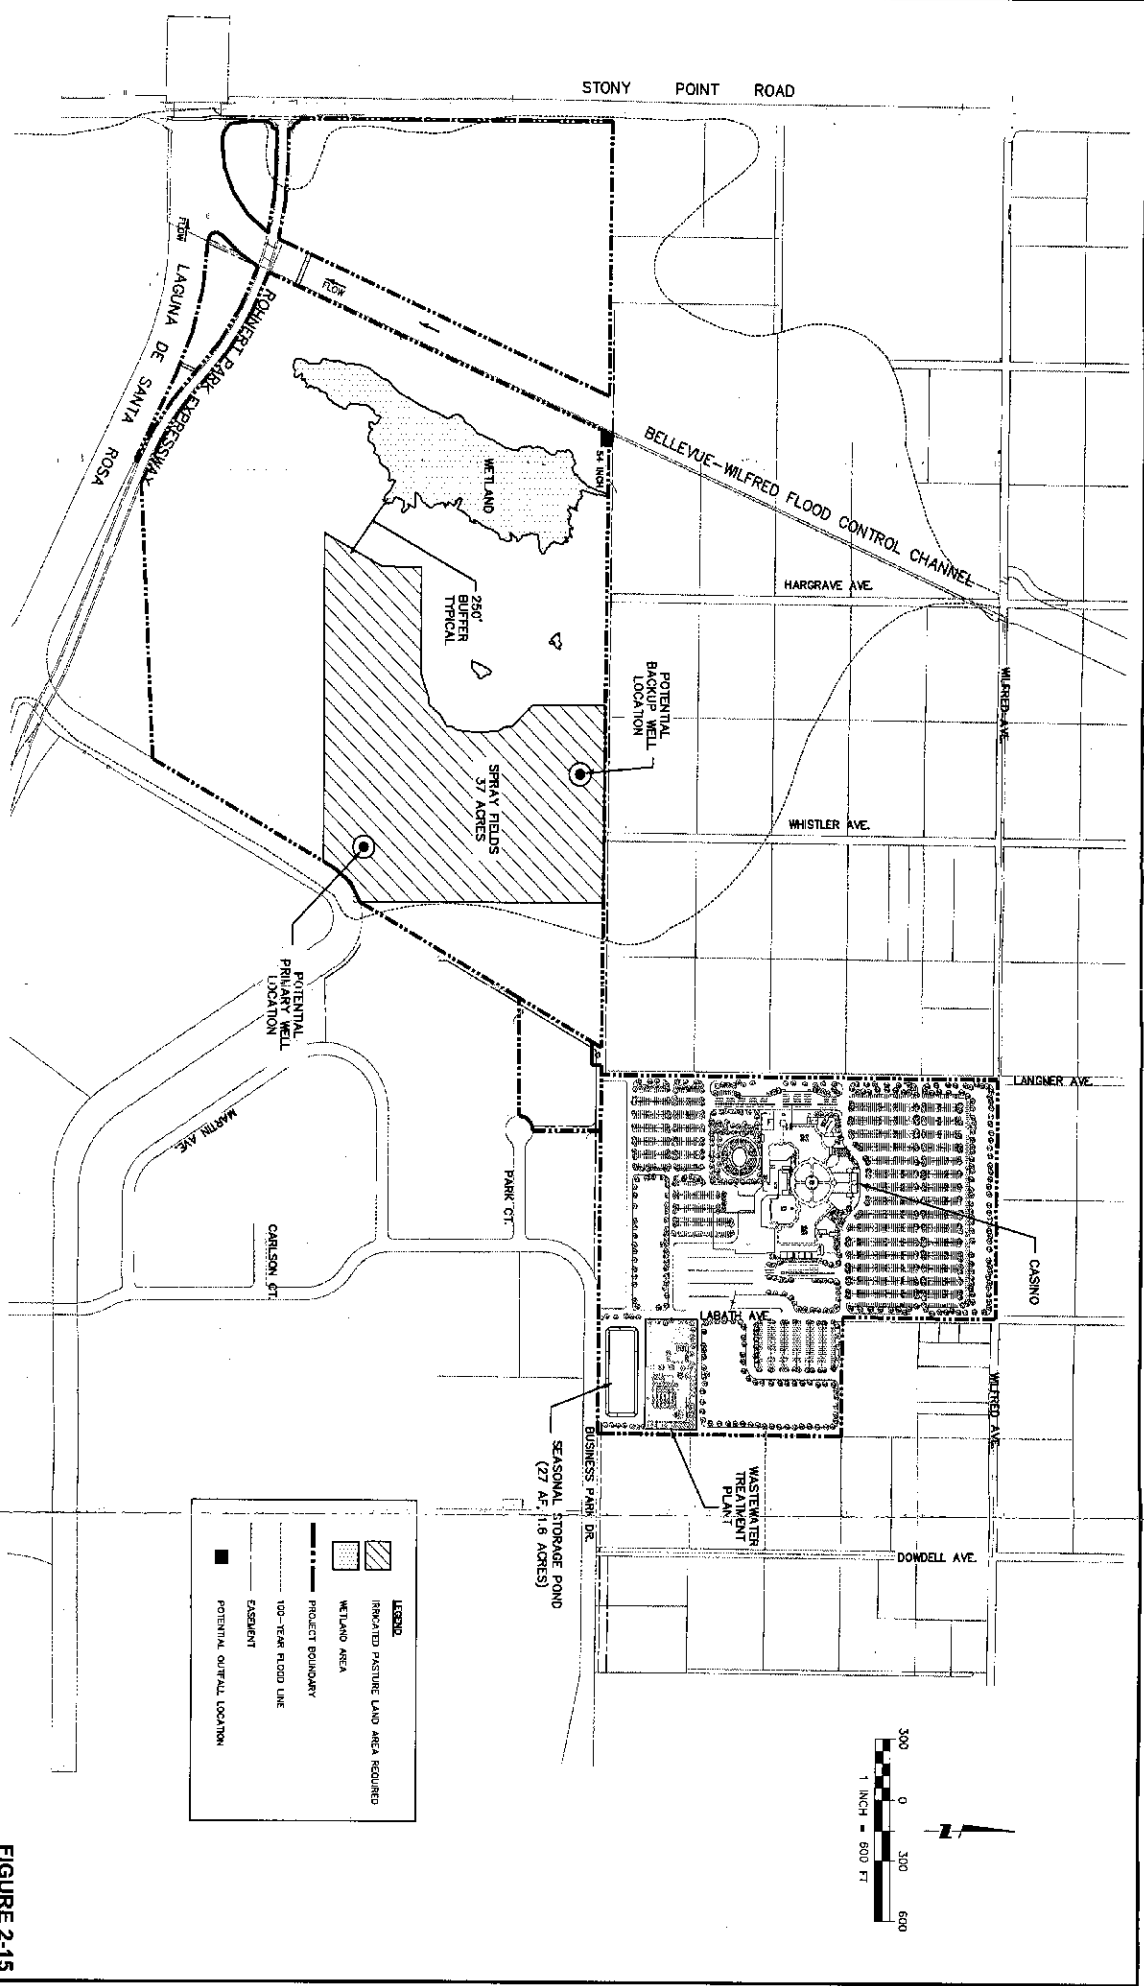 STONY POINT ROAD
FLOW
FLOW
LAGUNA DE SANTA ROSA
ROHNERT PARK EXPRESSWAY
WETLAND
54 INCH
BELLEVUE-WILFRED FLOOD CONTROL CHANNEL
HARGRAVE AVE.
250'
BUFFER
TYPICAL
POTENTIAL
BACKUP WELL
LOCATION
WILFRED AVE.
SPRAY FIELDS
37 ACRES
WHISTLER AVE.
POTENTIAL
PRIMARY WELL
LOCATION
LANGNER AVE.
MARTIN AVE.
PARK CT.
CARLSON CT.
CASINO
LABATH AVE.
WILFRED AVE.
BUSINESS PARK DR.
SEASONAL STORAGE POND
(27 AF, 1.6 ACRES)
WASTEWATER
TREATMENT
PLANT
DOWDELL AVE.
LEGEND
IRRIGATED PASTURE LAND AREA REQUIRED
WETLAND AREA
PROJECT BOUNDARY
100-YEAR FLOOD LINE
EASEMENT
POTENTIAL OUTFALL LOCATION
300 0 300 600
1 INCH = 600 FT
FIGURE 2-15